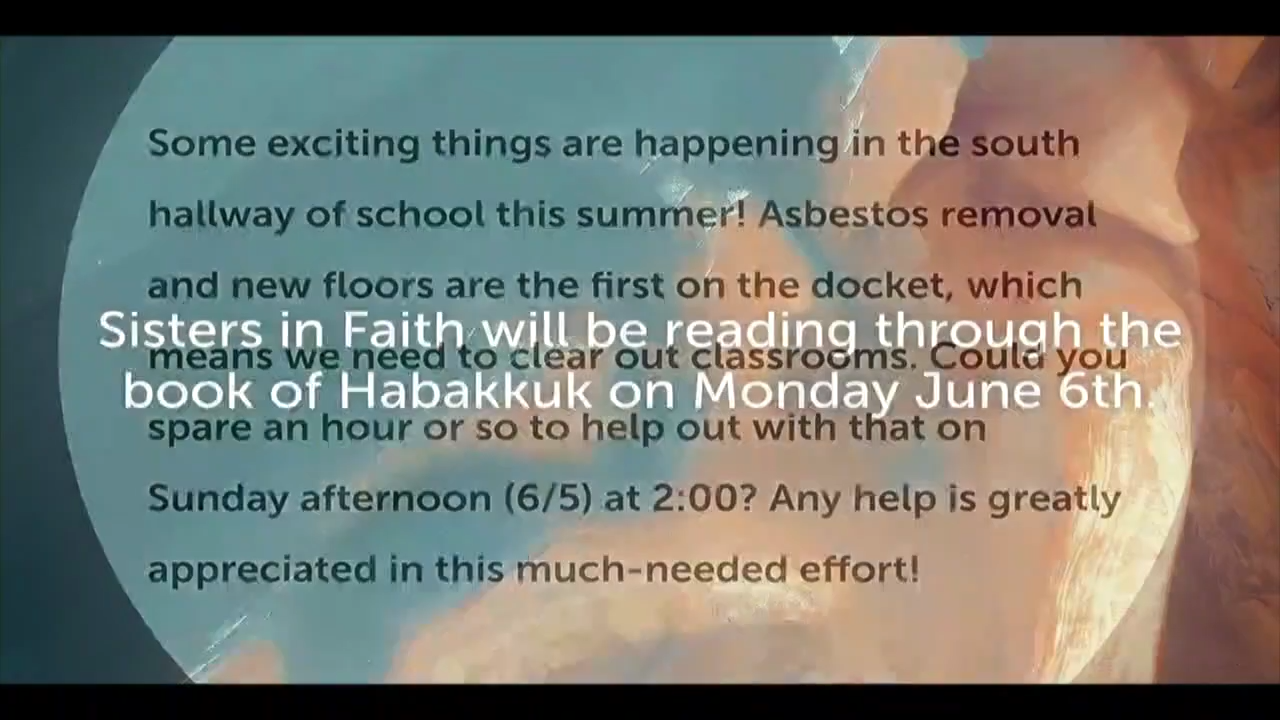 Some exciting things are happening in the south
hallway of school this summer! Asbestos removal
and new floors are the first on the docket, which
Sisters in Faith will be reading through the
means we need to clear out classrooms. Could you
book of Habakkuk on Monday June 6th.
spare an hour or so to help out with that on
Sunday afternoon (6/5) at 2:00? Any help is greatly
appreciated in this much-needed effort!